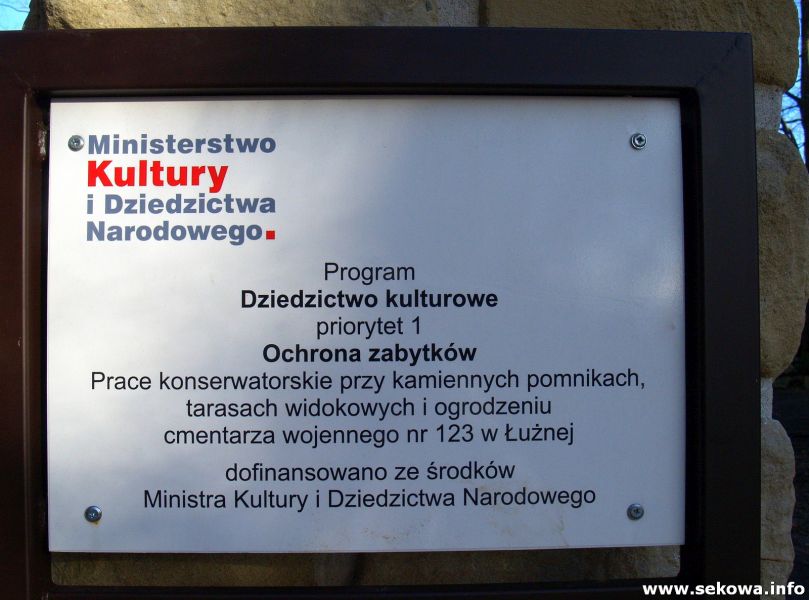 Ministerstwo
Kultury
i Dziedzictwa
Narodowego.
Program
Dziedzictwo kulturowe
priorytet 1
Ochrona zabytków
Prace konserwatorskie przy kamiennych pomnikach,
tarasach widokowych i ogrodzeniu
cmentarza wojennego nr 123 w Łużnej
dofinansowano ze środków
Ministra Kultury i Dziedzictwa Narodowego
www.sekowa.info